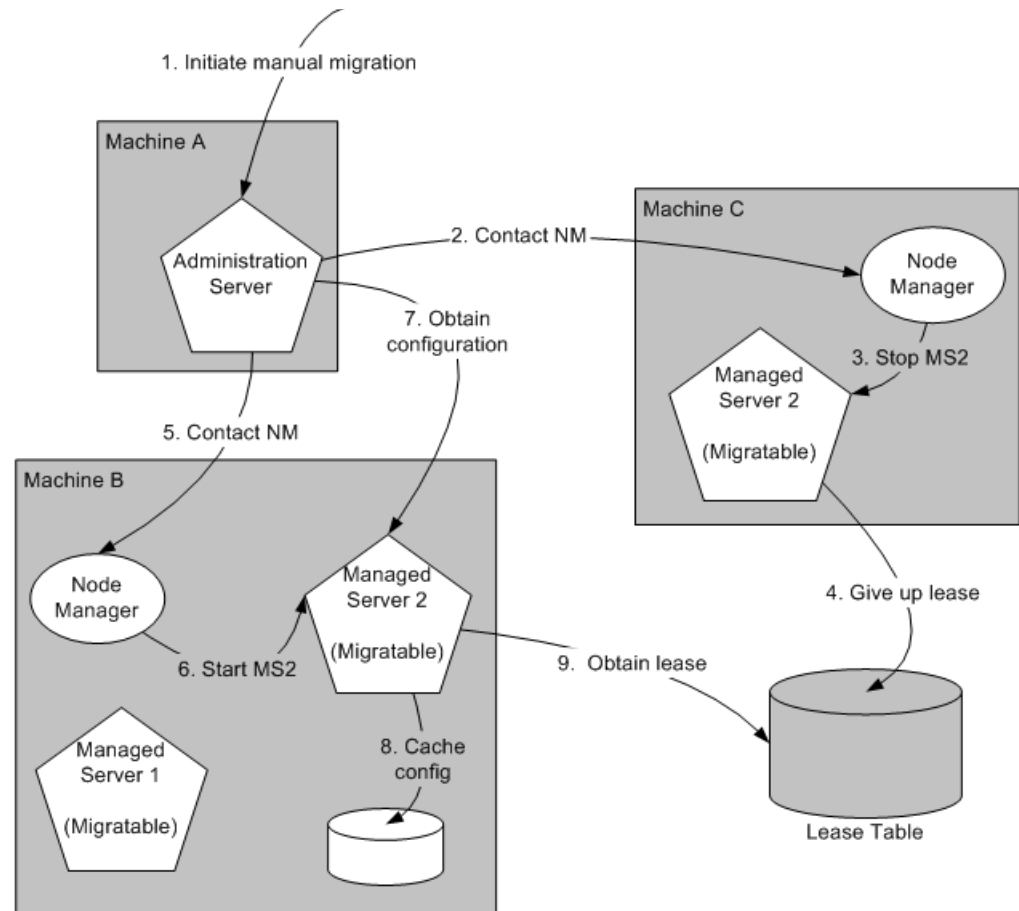 1. Initiate manual migration
Machine A
Administration
Server
2. Contact NM
Machine C
Node
Manager
3. Stop MS2
Managed
Server 2
(Migratable)
4. Give up lease
7. Obtain
configuration
5. Contact NM
Machine B
Node
Manager
6. Start MS2
Managed
Server 2
(Migratable)
9. Obtain lease
Managed
Server 1
(Migratable)
8. Cache
config
Lease Table